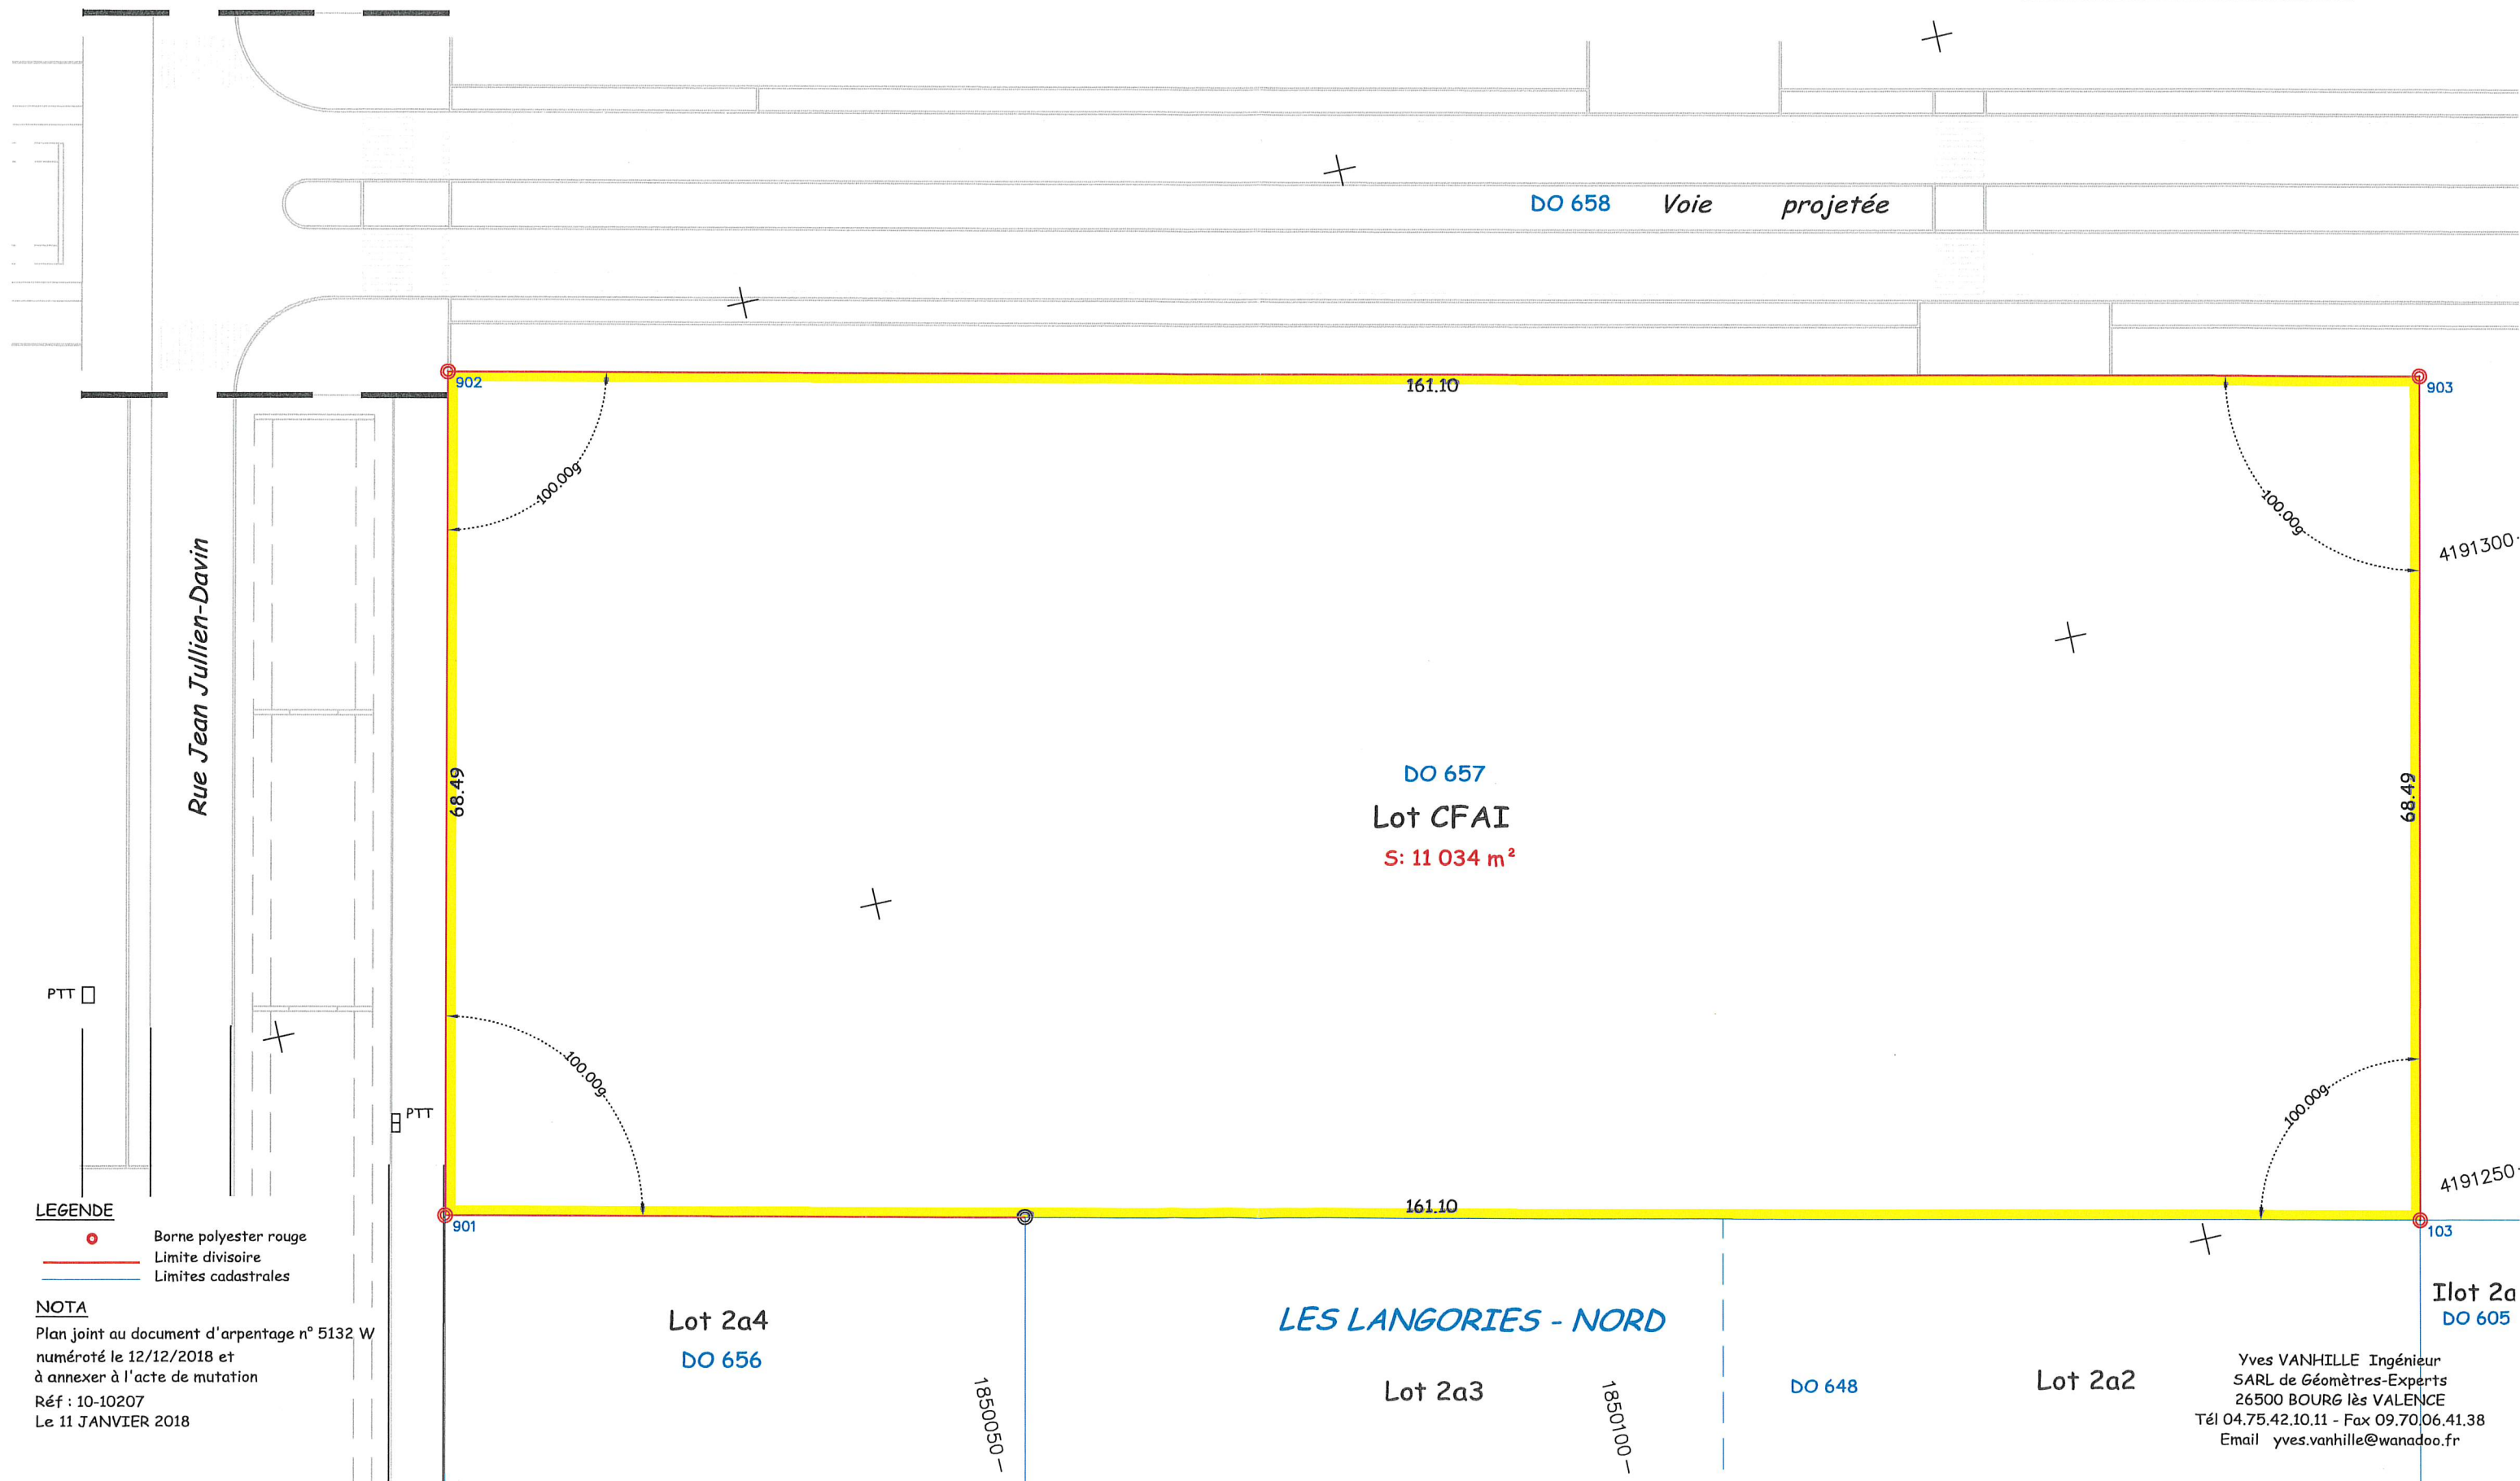 DO 658 Voie projetée
902
161.10
903
100.00g
100.00g
4191300
Rue Jean Jullien-Davin
68.49
DO 657
Lot CFAI
S: 11 034 m²
68.49
PTT
PTT
100.00g
100.00g
4191250
901
161.10
103
LEGENDE
Borne polyester rouge
Limite divisoire
Limites cadastrales
NOTA
Plan joint au document d'arpentage n° 5132 W
numéroté le 12/12/2018 et
à annexer à l'acte de mutation
Réf : 10-10207
Le 11 JANVIER 2018
Lot 2a4
DO 656
1850050
LES LANGORIES - NORD
Lot 2a3
1850100
DO 648
Lot 2a2
Ilot 2a
DO 605
Yves VANHILLE Ingénieur
SARL de Géomètres-Experts
26500 BOURG lès VALENCE
Tél 04.75.42.10.11 - Fax 09.70.06.41.38
Email yves.vanhille@wanadoo.fr